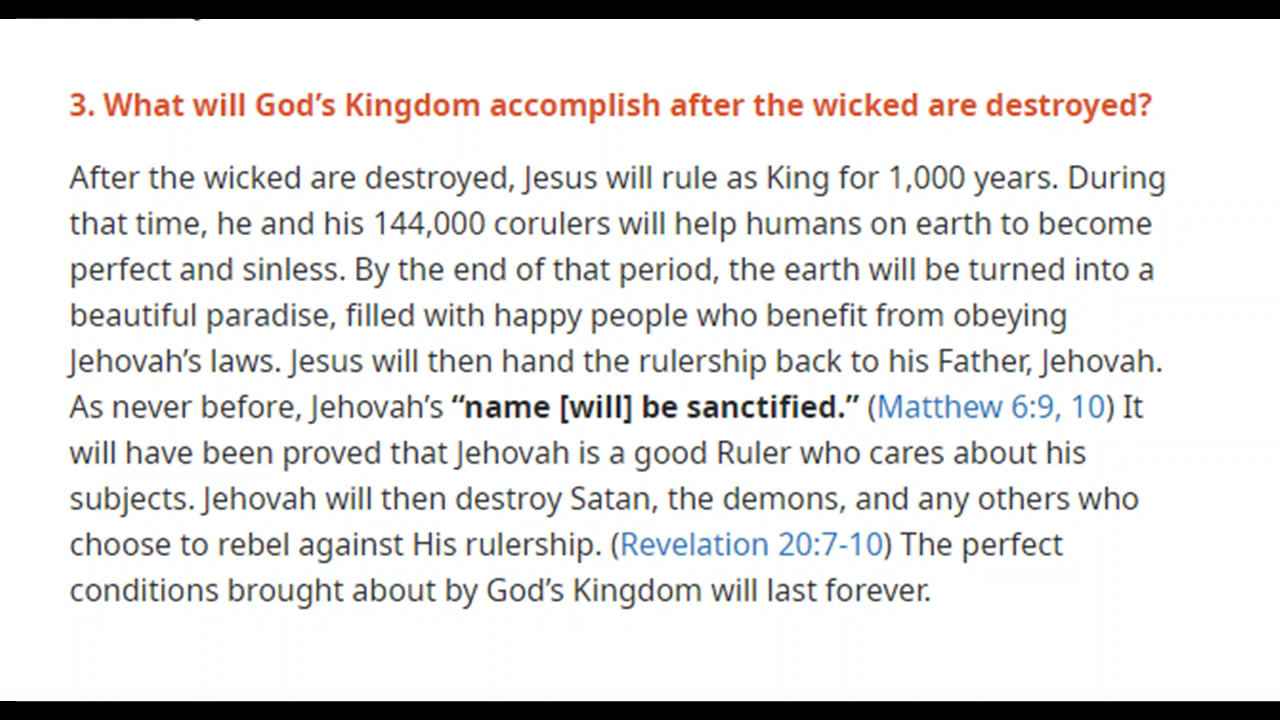 3. What will God’s Kingdom accomplish after the wicked are destroyed?
After the wicked are destroyed, Jesus will rule as King for 1,000 years. During
that time, he and his 144,000 corulers will help humans on earth to become
perfect and sinless. By the end of that period, the earth will be turned into a
beautiful paradise, filled with happy people who benefit from obeying
Jehovah’s laws. Jesus will then hand the rulership back to his Father, Jehovah.
As never before, Jehovah’s “name [will] be sanctified.” (Matthew 6:9, 10) It
will have been proved that Jehovah is a good Ruler who cares about his
subjects. Jehovah will then destroy Satan, the demons, and any others who
choose to rebel against His rulership. (Revelation 20:7-10) The perfect
conditions brought about by God’s Kingdom will last forever.